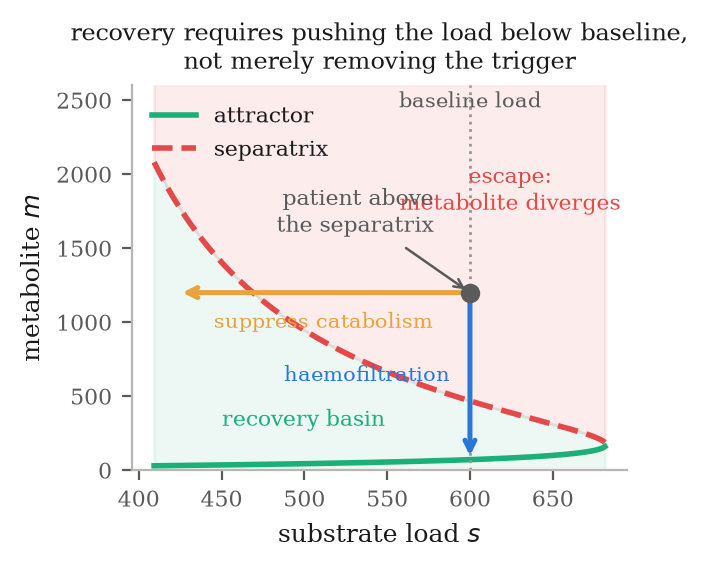 recovery requires pushing the load below baseline,
not merely removing the trigger
2500
2000
1500
1000
500
0
metabolite m
attractor
separatrix
baseline load
escape:
metabolite diverges
patient above
the separatrix
suppress catabolism
haemofiltration
recovery basin
400
450
500
550
600
650
substrate load s